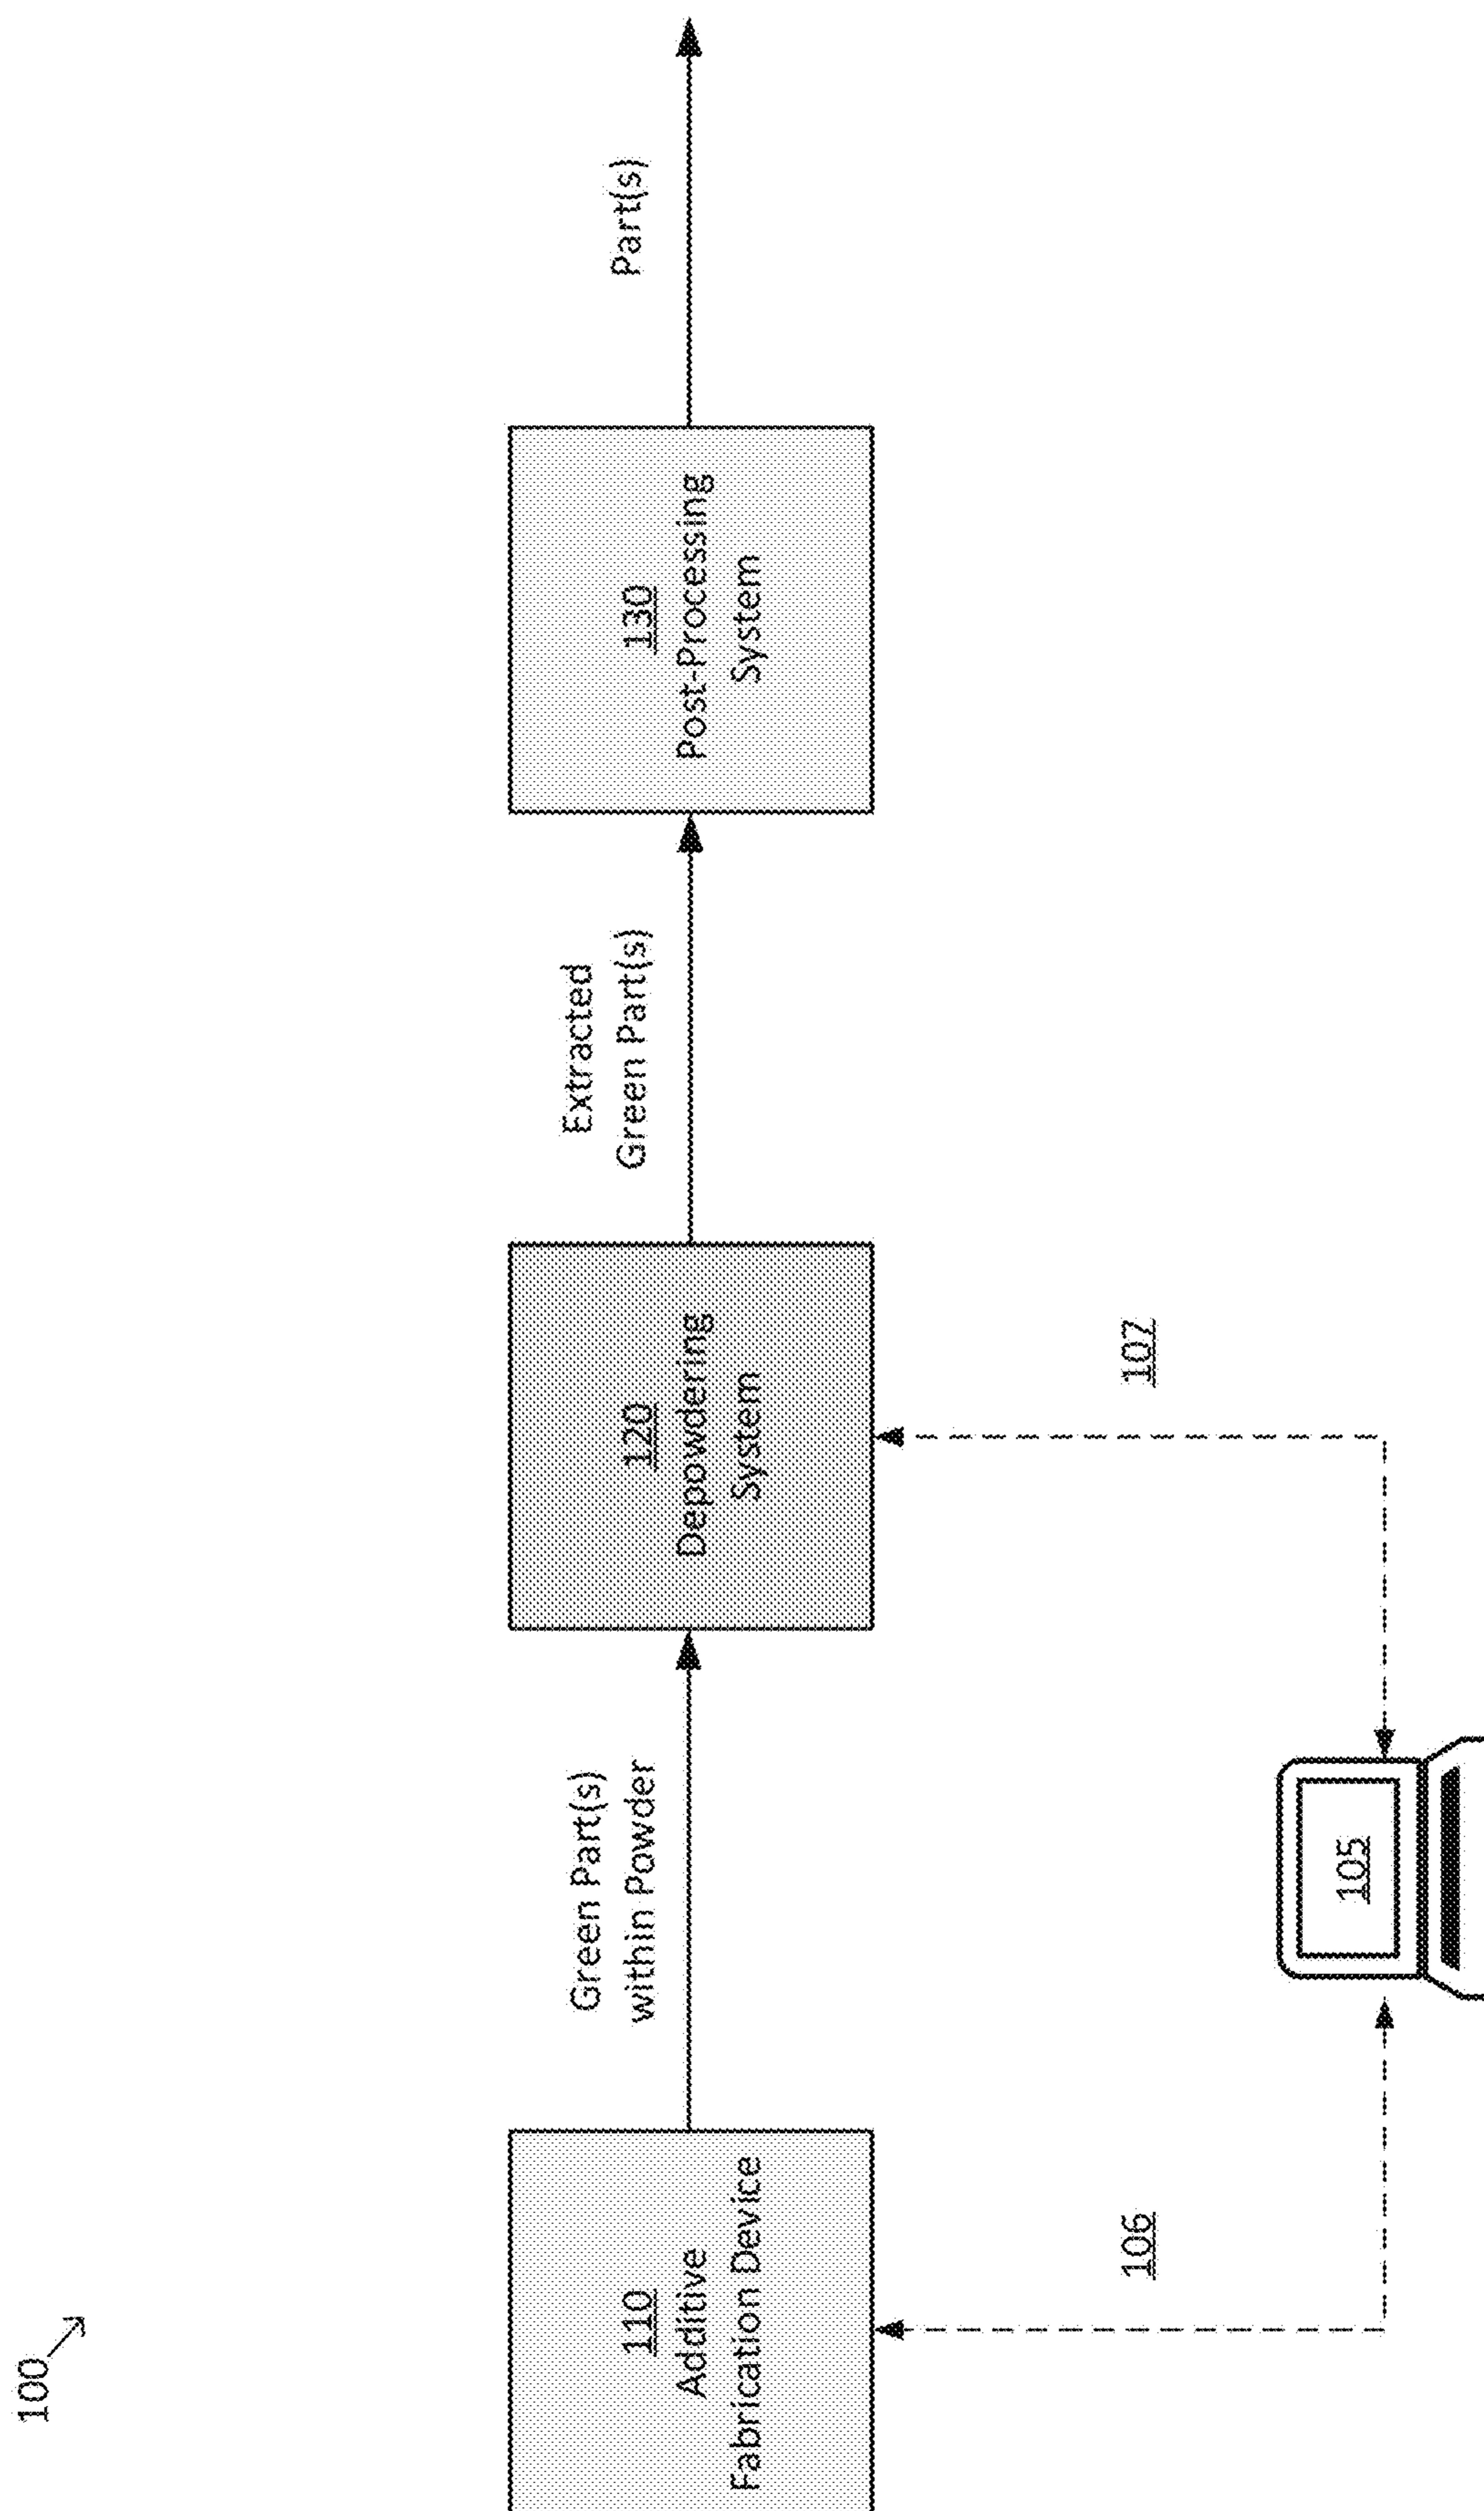 100
110
Additive
Fabrication Device
Green Part(s)
within Powder
120
Depowdering
System
Extracted
Green Part(s)
130
Post-Processing
System
Part(s)
106
105
107